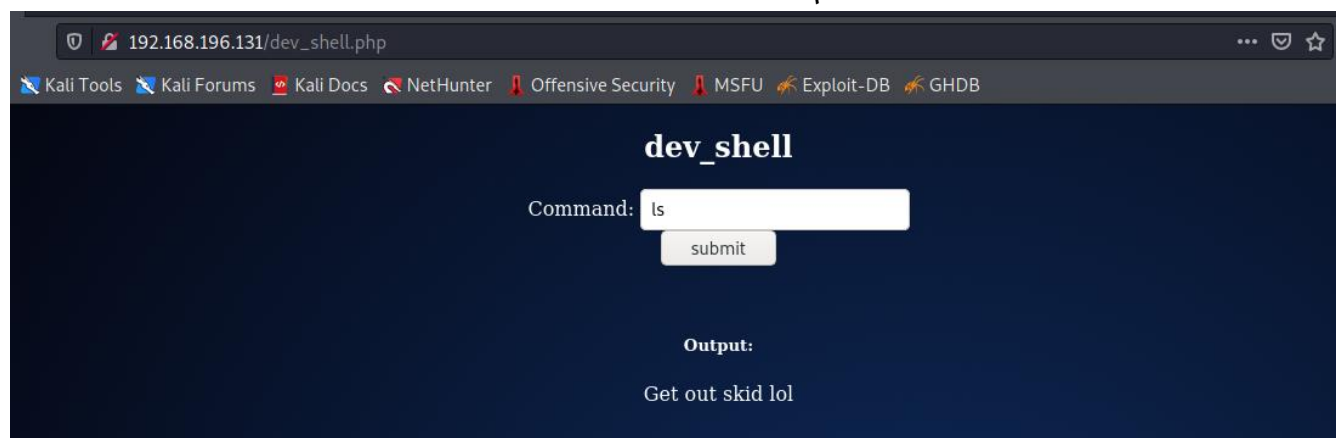 192.168.196.131/dev_shell.php
Kali Tools Kali Forums Kali Docs NetHunter Offensive Security MSFU Exploit-DB GHDB
dev_shell
Command: ls
submit
Output:
Get out skid lol